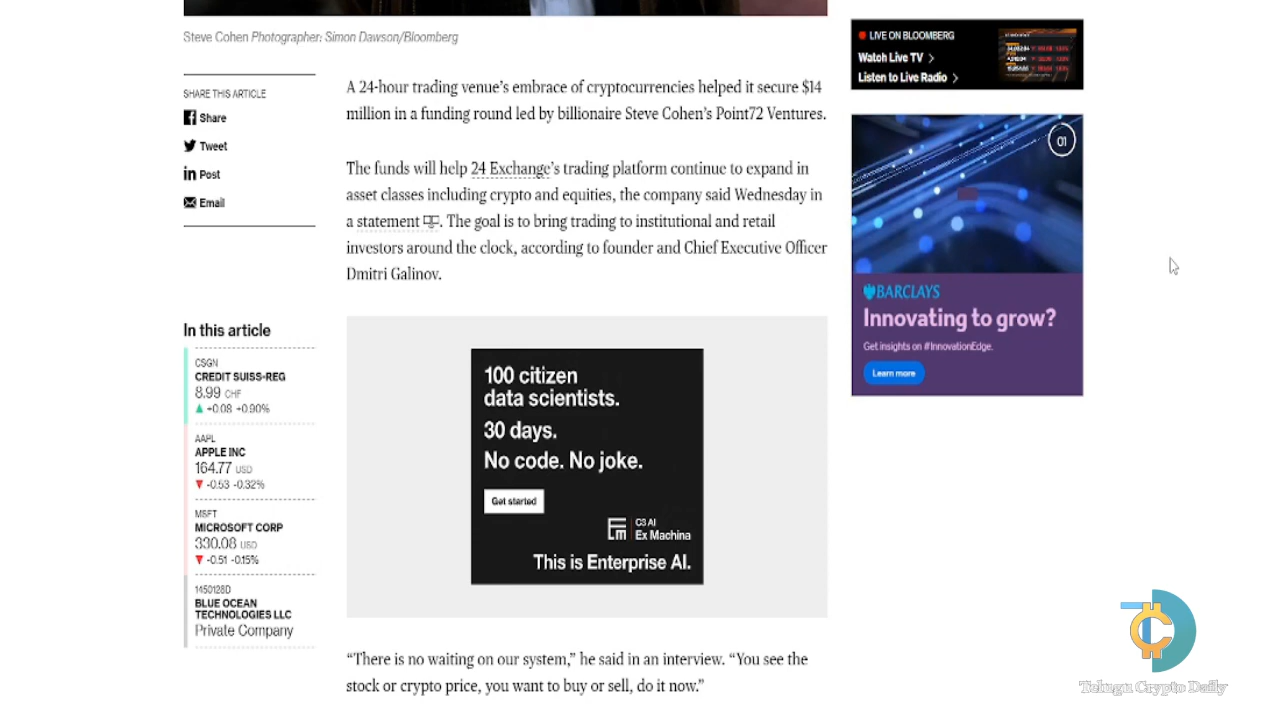 Steve Cohen Photographer: Simon Dawson/Bloomberg
SHARE THIS ARTICLE
Share
Tweet
Post
Email
A 24-hour trading venue's embrace of cryptocurrencies helped it secure $14
million in a funding round led by billionaire Steve Cohen's Point72 Ventures.
The funds will help 24 Exchange's trading platform continue to expand in
asset classes including crypto and equities, the company said Wednesday in
a statement. The goal is to bring trading to institutional and retail
investors around the clock, according to founder and Chief Executive Officer
Dmitri Galinov.
In this article
CSGN
CREDIT SUISS-REG
8.99 CHF
▲ +0.08 +0.90%
AAPL
APPLE INC
164.77 USD
▼ -0.53 -0.32%
MSFT
MICROSOFT CORP
330.08 USD
▼ -0.51 -0.15%
1450128D
BLUE OCEAN
TECHNOLOGIES LLC
Private Company
100 citizen
data scientists.
30 days.
No code. No joke.
Get started
C3 AI
Ex Machina
This is Enterprise AI.
"There is no waiting on our system," he said in an interview. "You see the
stock or crypto price, you want to buy or sell, do it now."
LIVE ON BLOOMBERG
Watch Live TV >
Listen to Live Radio >
01
BARCLAYS
Innovating to grow?
Get insights on #InnovationEdge.
Learn more
Telugu Crypto Daily